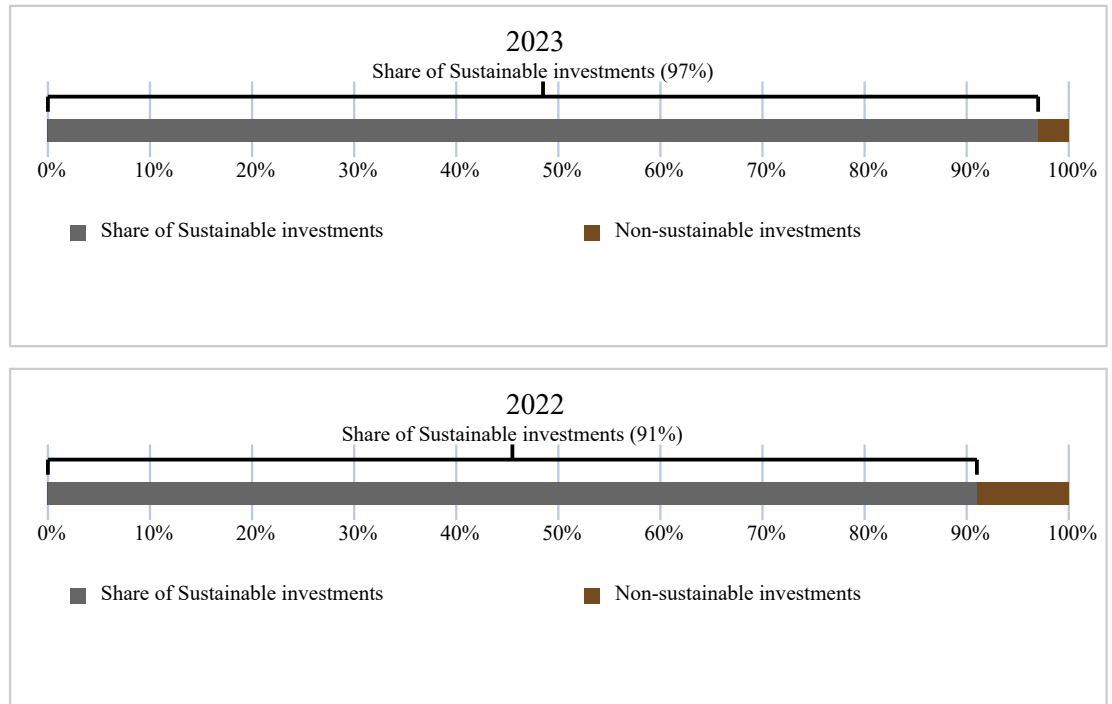 2023
Share of Sustainable investments (97%)
0% 10% 20% 30% 40% 50% 60% 70% 80% 90% 100%
Share of Sustainable investments Non-sustainable investments
2022
Share of Sustainable investments (91%)
0% 10% 20% 30% 40% 50% 60% 70% 80% 90% 100%
Share of Sustainable investments Non-sustainable investments